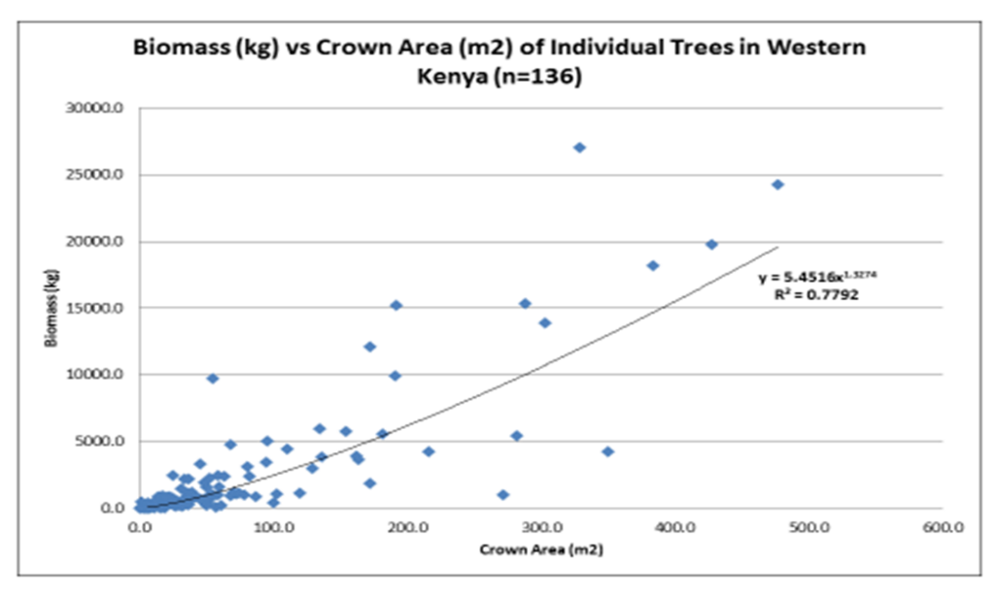 Biomass (kg) vs Crown Area (m2) of Individual Trees in Western
Kenya (n=136)
30000.0
25000.0
20000.0
15000.0
10000.0
5000.0
0.0
Biomass (kg)
y = 5.4516x^1.3274
R² = 0.7792
0.0 100.0 200.0 300.0 400.0 500.0 600.0
Crown Area (m2)